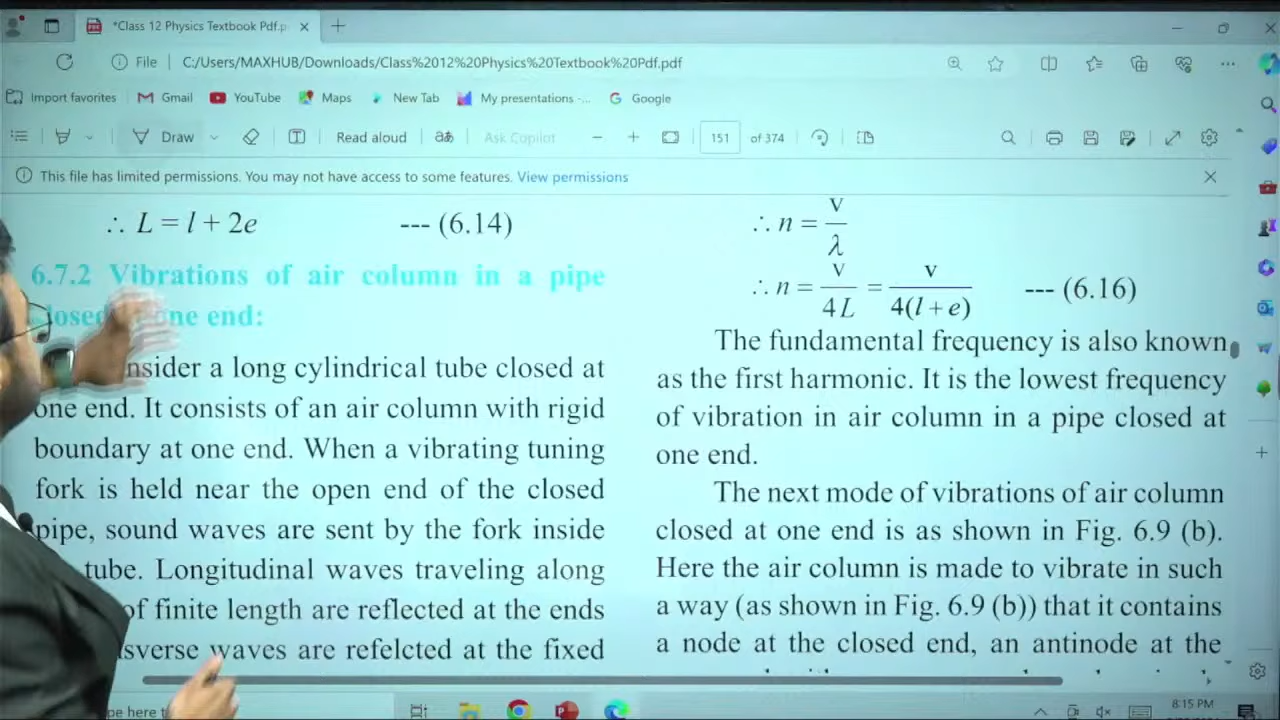 *Class 12 Physics Textbook Pdf.p
File C:/Users/MAXHUB/Downloads/Class%2012%20Physics%20Textbook%20Pdf.pdf
Import favorites Gmail YouTube Maps New Tab My presentations -... Google
Draw Read aloud aあ Ask Copilot 151 of 374
This file has limited permissions. You may not have access to some features. View permissions
∴ L = l + 2e --- (6.14)
6.7.2 Vibrations of air column in a pipe
one end:
a long cylindrical tube closed at
one end. It consists of an air column with rigid
boundary at one end. When a vibrating tuning
fork is held near the open end of the closed
pipe, sound waves are sent by the fork inside
tube. Longitudinal waves traveling along
of finite length are reflected at the ends
waves are refelcted at the fixed
∴ n = v/λ
∴ n = v/4L = v/4(l + e) --- (6.16)
The fundamental frequency is also known
as the first harmonic. It is the lowest frequency
of vibration in air column in a pipe closed at
one end.
The next mode of vibrations of air column
closed at one end is as shown in Fig. 6.9 (b).
Here the air column is made to vibrate in such
a way (as shown in Fig. 6.9 (b)) that it contains
a node at the closed end, an antinode at the
here
8:15 PM